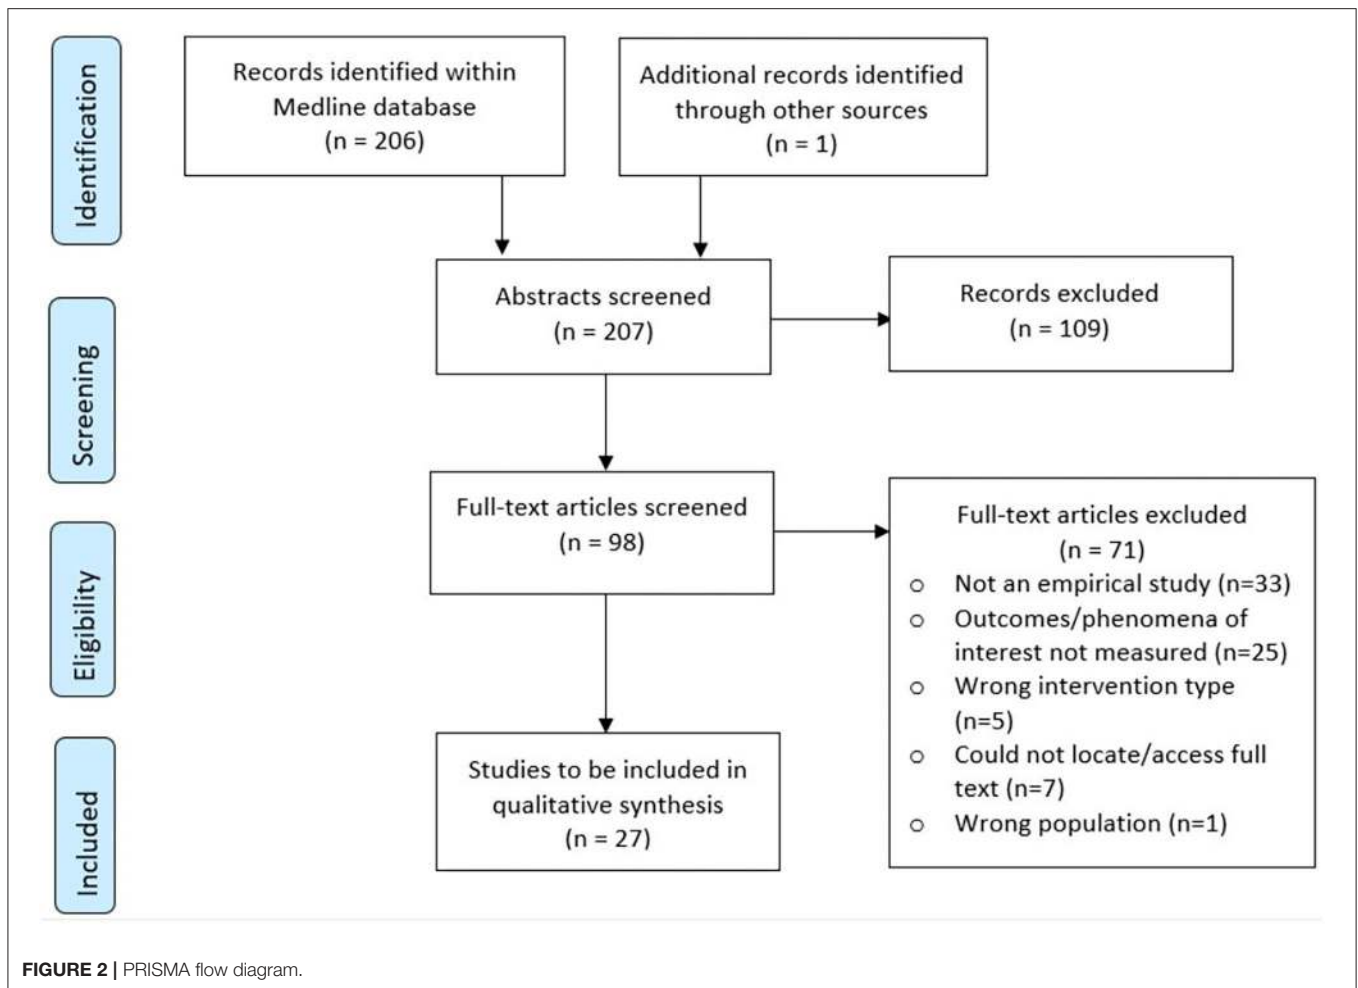 Identification
Records identified within
Medline database
(n = 206)
Additional records identified
through other sources
(n = 1)
Screening
Abstracts screened
(n = 207)
Records excluded
(n = 109)
Eligibility
Full-text articles screened
(n = 98)
Full-text articles excluded
(n = 71)
o Not an empirical study (n=33)
o Outcomes/phenomena of
interest not measured (n=25)
o Wrong intervention type
(n=5)
o Could not locate/access full
text (n=7)
o Wrong population (n=1)
Included
Studies to be included in
qualitative synthesis
(n = 27)
FIGURE 2 | PRISMA flow diagram.